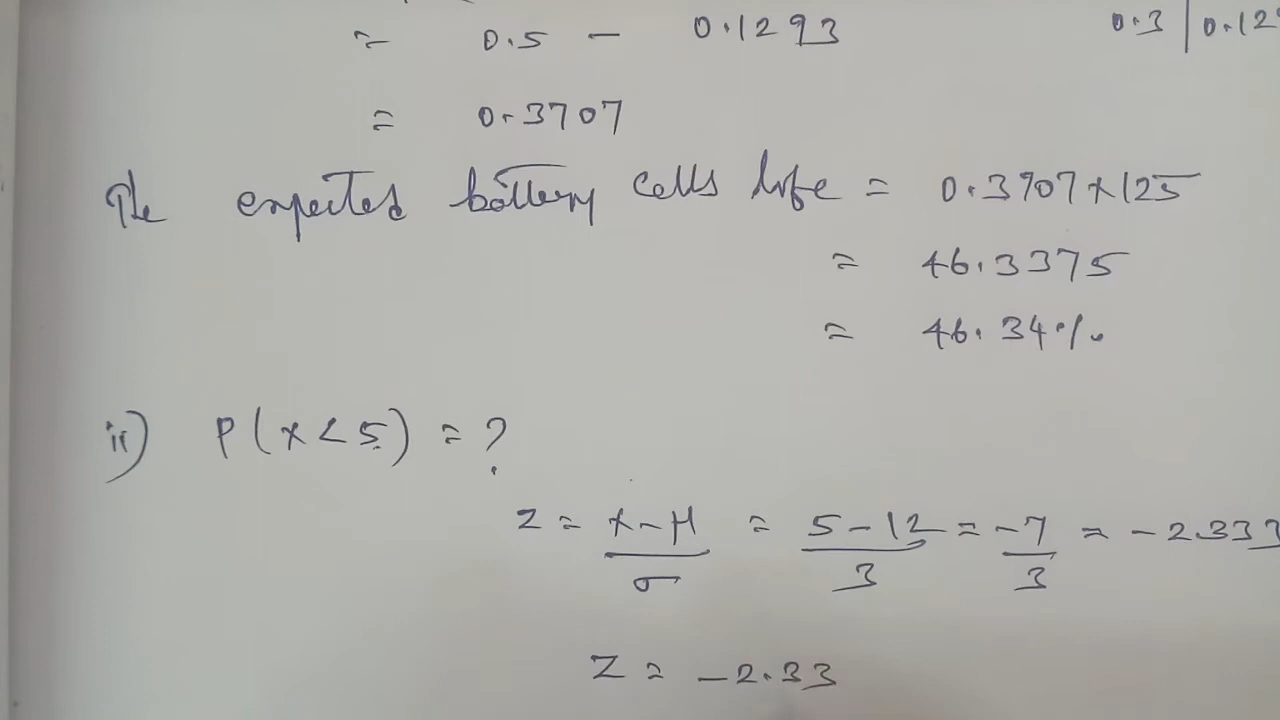 = 0.5 - 0.1293 0.3 | 0.12
= 0.3707
The expected battery cells life = 0.3707 × 125
= 46.3375
= 46.34%
ii) P(x<5) = ?
z = x-μ/σ = 5-12/3 = -7/3 = -2.333
z = -2.33